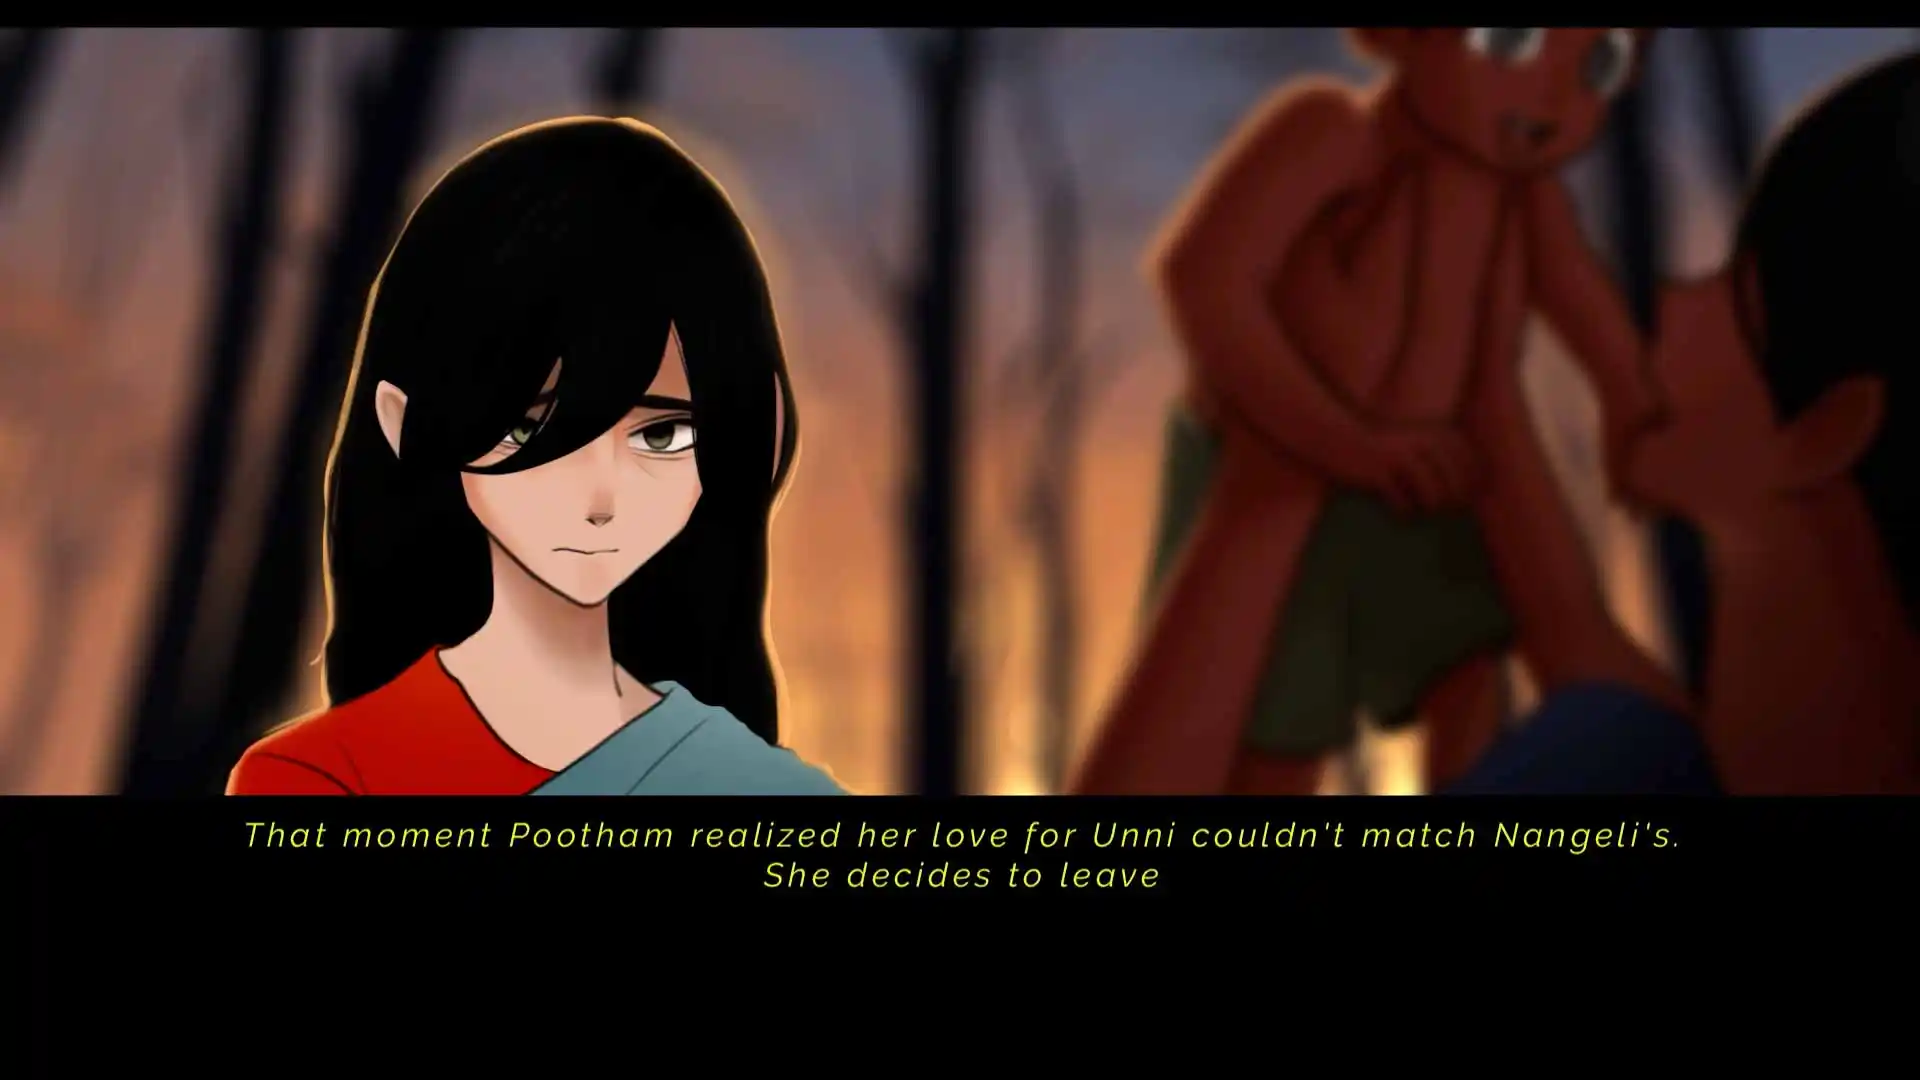 That moment Pootham realized her love for Unni couldn't match Nangeli's.
She decides to leave